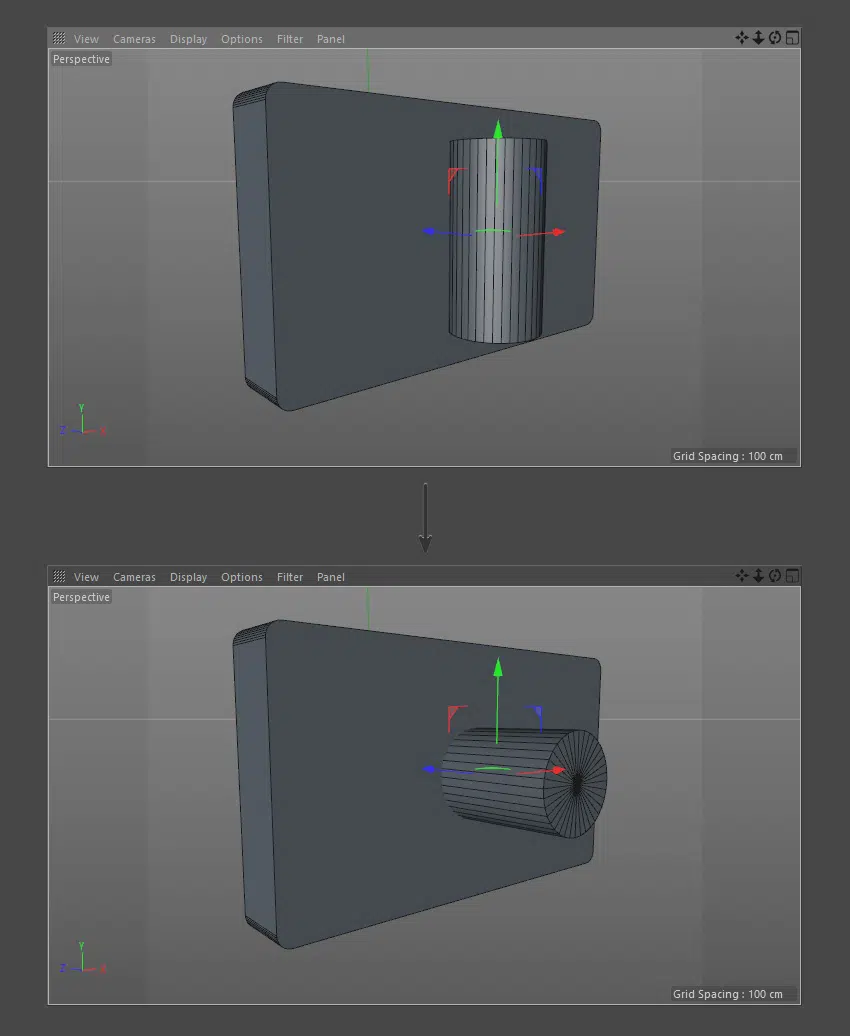 View Cameras Display Options Filter Panel
Perspective
Y
Z X
Grid Spacing : 100 cm
View Cameras Display Options Filter Panel
Perspective
Y
Z X
Grid Spacing : 100 cm